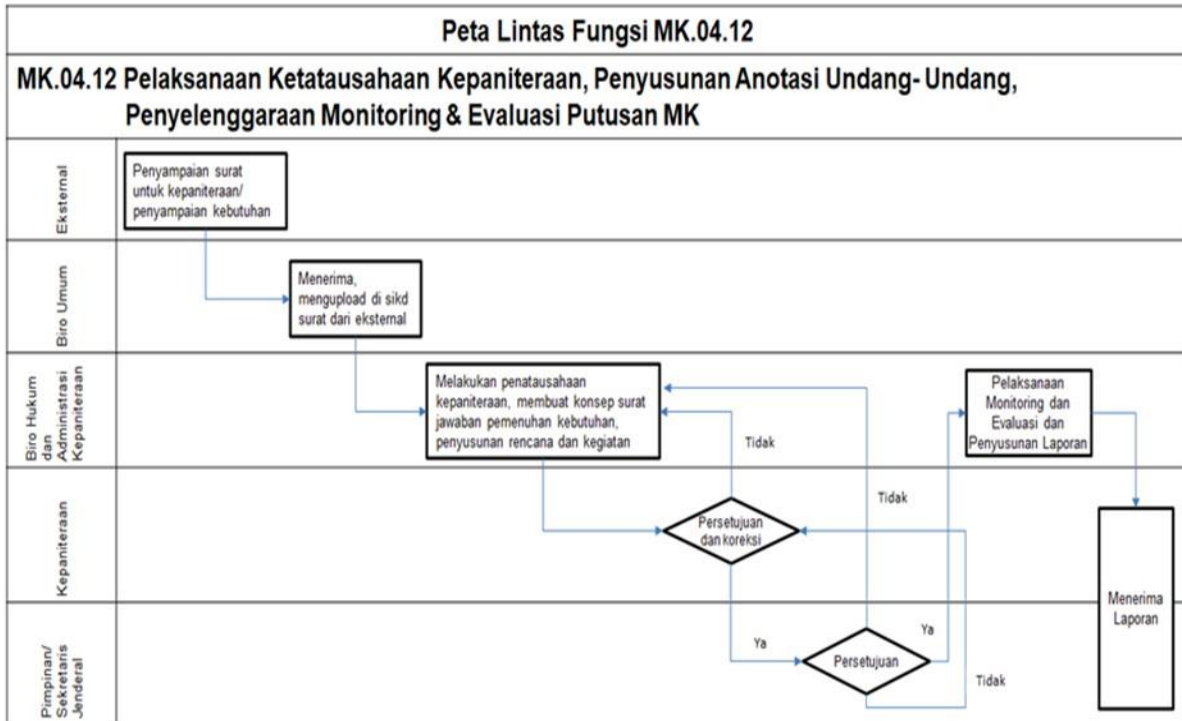 Peta Lintas Fungsi MK.04.12
MK.04.12 Pelaksanaan Ketatausahaan Kepaniteraan, Penyusunan Anotasi Undang- Undang,
Penyelenggaraan Monitoring & Evaluasi Putusan MK
Eksternal
Penyampaian surat
untuk kepaniteraan/
penyampaian kebutuhan
Biro Umum
Menerima,
mengupload di sikd
surat dari eksternal
Biro Hukum
dan
Administrasi
Kepaniteraan
Melakukan penatausahaan
kepaniteraan, membuat konsep surat
jawaban pemenuhan kebutuhan,
penyusunan rencana dan kegiatan
Tidak
Pelaksanaan
Monitoring dan
Evaluasi dan
Penyusunan Laporan
Kepaniteraan
Persetujuan
dan koreksi
Tidak
Menerima
Laporan
Pimpinan/
Sekretaris
Jenderal
Ya
Persetujuan
Ya
Tidak